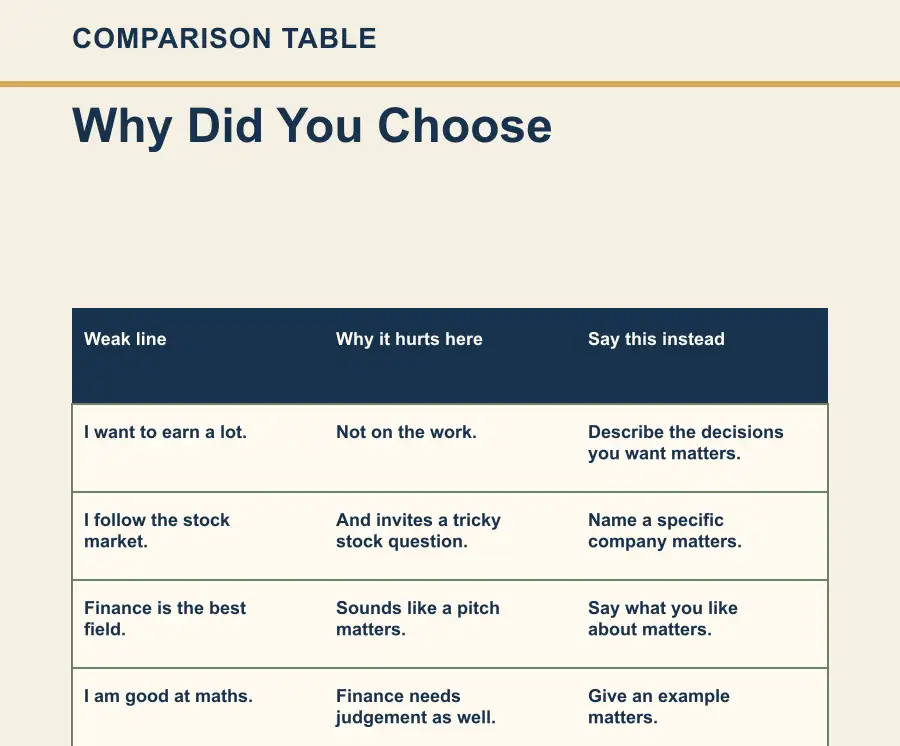 COMPARISON TABLE
Why Did You Choose
Weak line
Why it hurts here
Say this instead
I want to earn a lot.
Not on the work.
Describe the decisions
you want matters.
I follow the stock
market.
And invites a tricky
stock question.
Name a specific
company matters.
Finance is the best
field.
Sounds like a pitch
matters.
Say what you like
about matters.
I am good at maths.
Finance needs
judgement as well.
Give an example
matters.